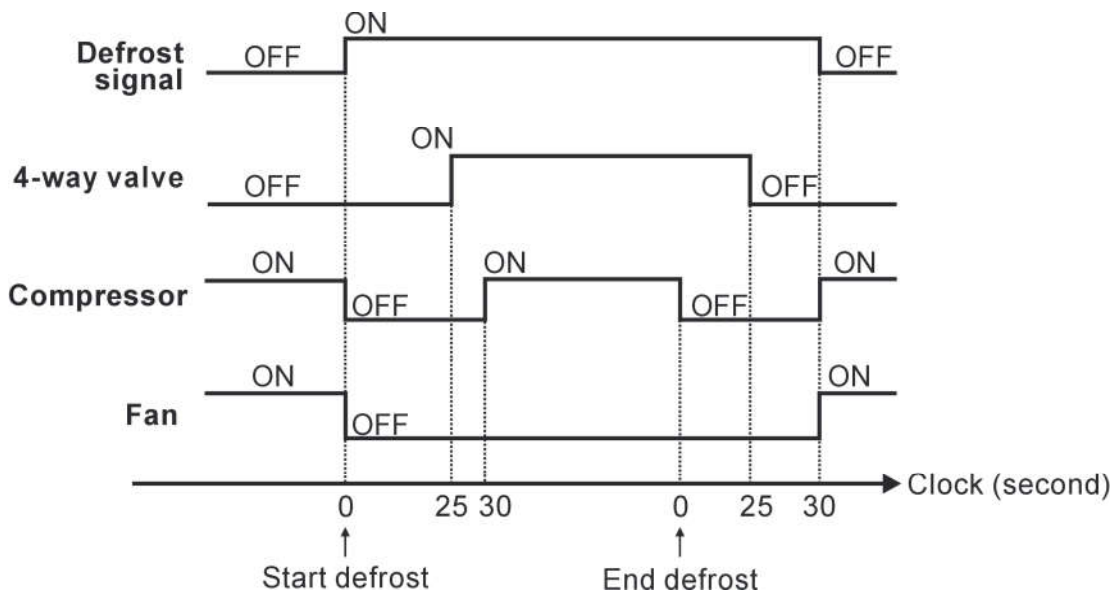 ON
Defrost signal
OFF
OFF
ON
4-way valve
OFF
OFF
ON
ON
ON
Compressor
OFF
OFF
ON
ON
Fan
OFF
Clock (second)
0 25 30 0 25 30
Start defrost End defrost